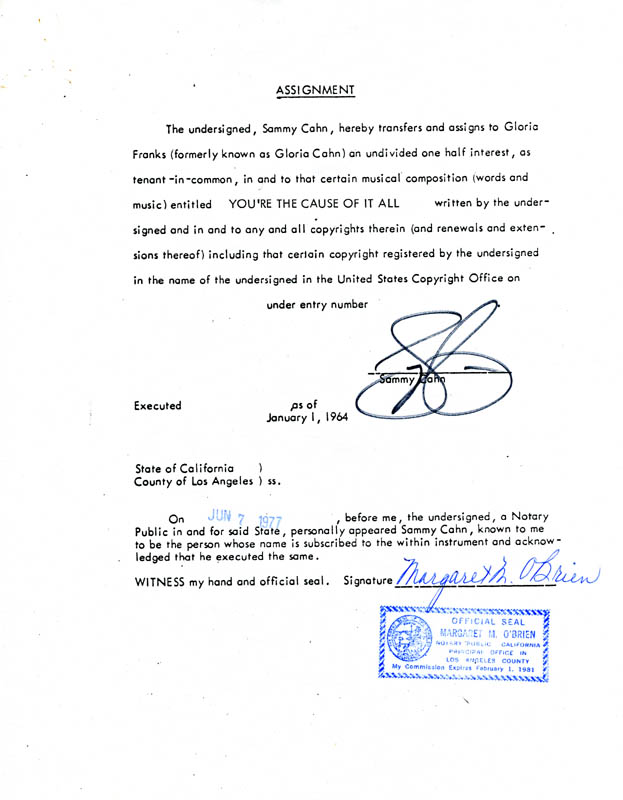 ASSIGNMENT
The undersigned, Sammy Cahn, hereby transfers and assigns to Gloria
Franks (formerly known as Gloria Cahn) an undivided one half interest, as
tenant-in-common, in and to that certain musical composition (words and
music) entitled YOU'RE THE CAUSE OF IT ALL written by the under-
signed and in and to any and all copyrights therein (and renewals and exten-
sions thereof) including that certain copyright registered by the undersigned
in the name of the undersigned in the United States Copyright Office on
under entry number
Sammy Cahn
Executed as of
January 1, 1964
State of California )
County of Los Angeles ) ss.
On JUN 7 1977, before me, the undersigned, a Notary
Public in and for said State, personally appeared Sammy Cahn, known to me
to be the person whose name is subscribed to the within instrument and acknow-
ledged that he executed the same.
WITNESS my hand and official seal. Signature Margaret M. O'Brien
OFFICIAL SEAL
MARGARET M. O'BRIEN
NOTARY PUBLIC CALIFORNIA
PRINCIPAL OFFICE IN
LOS ANGELES COUNTY
My Commission Expires February 1, 1981